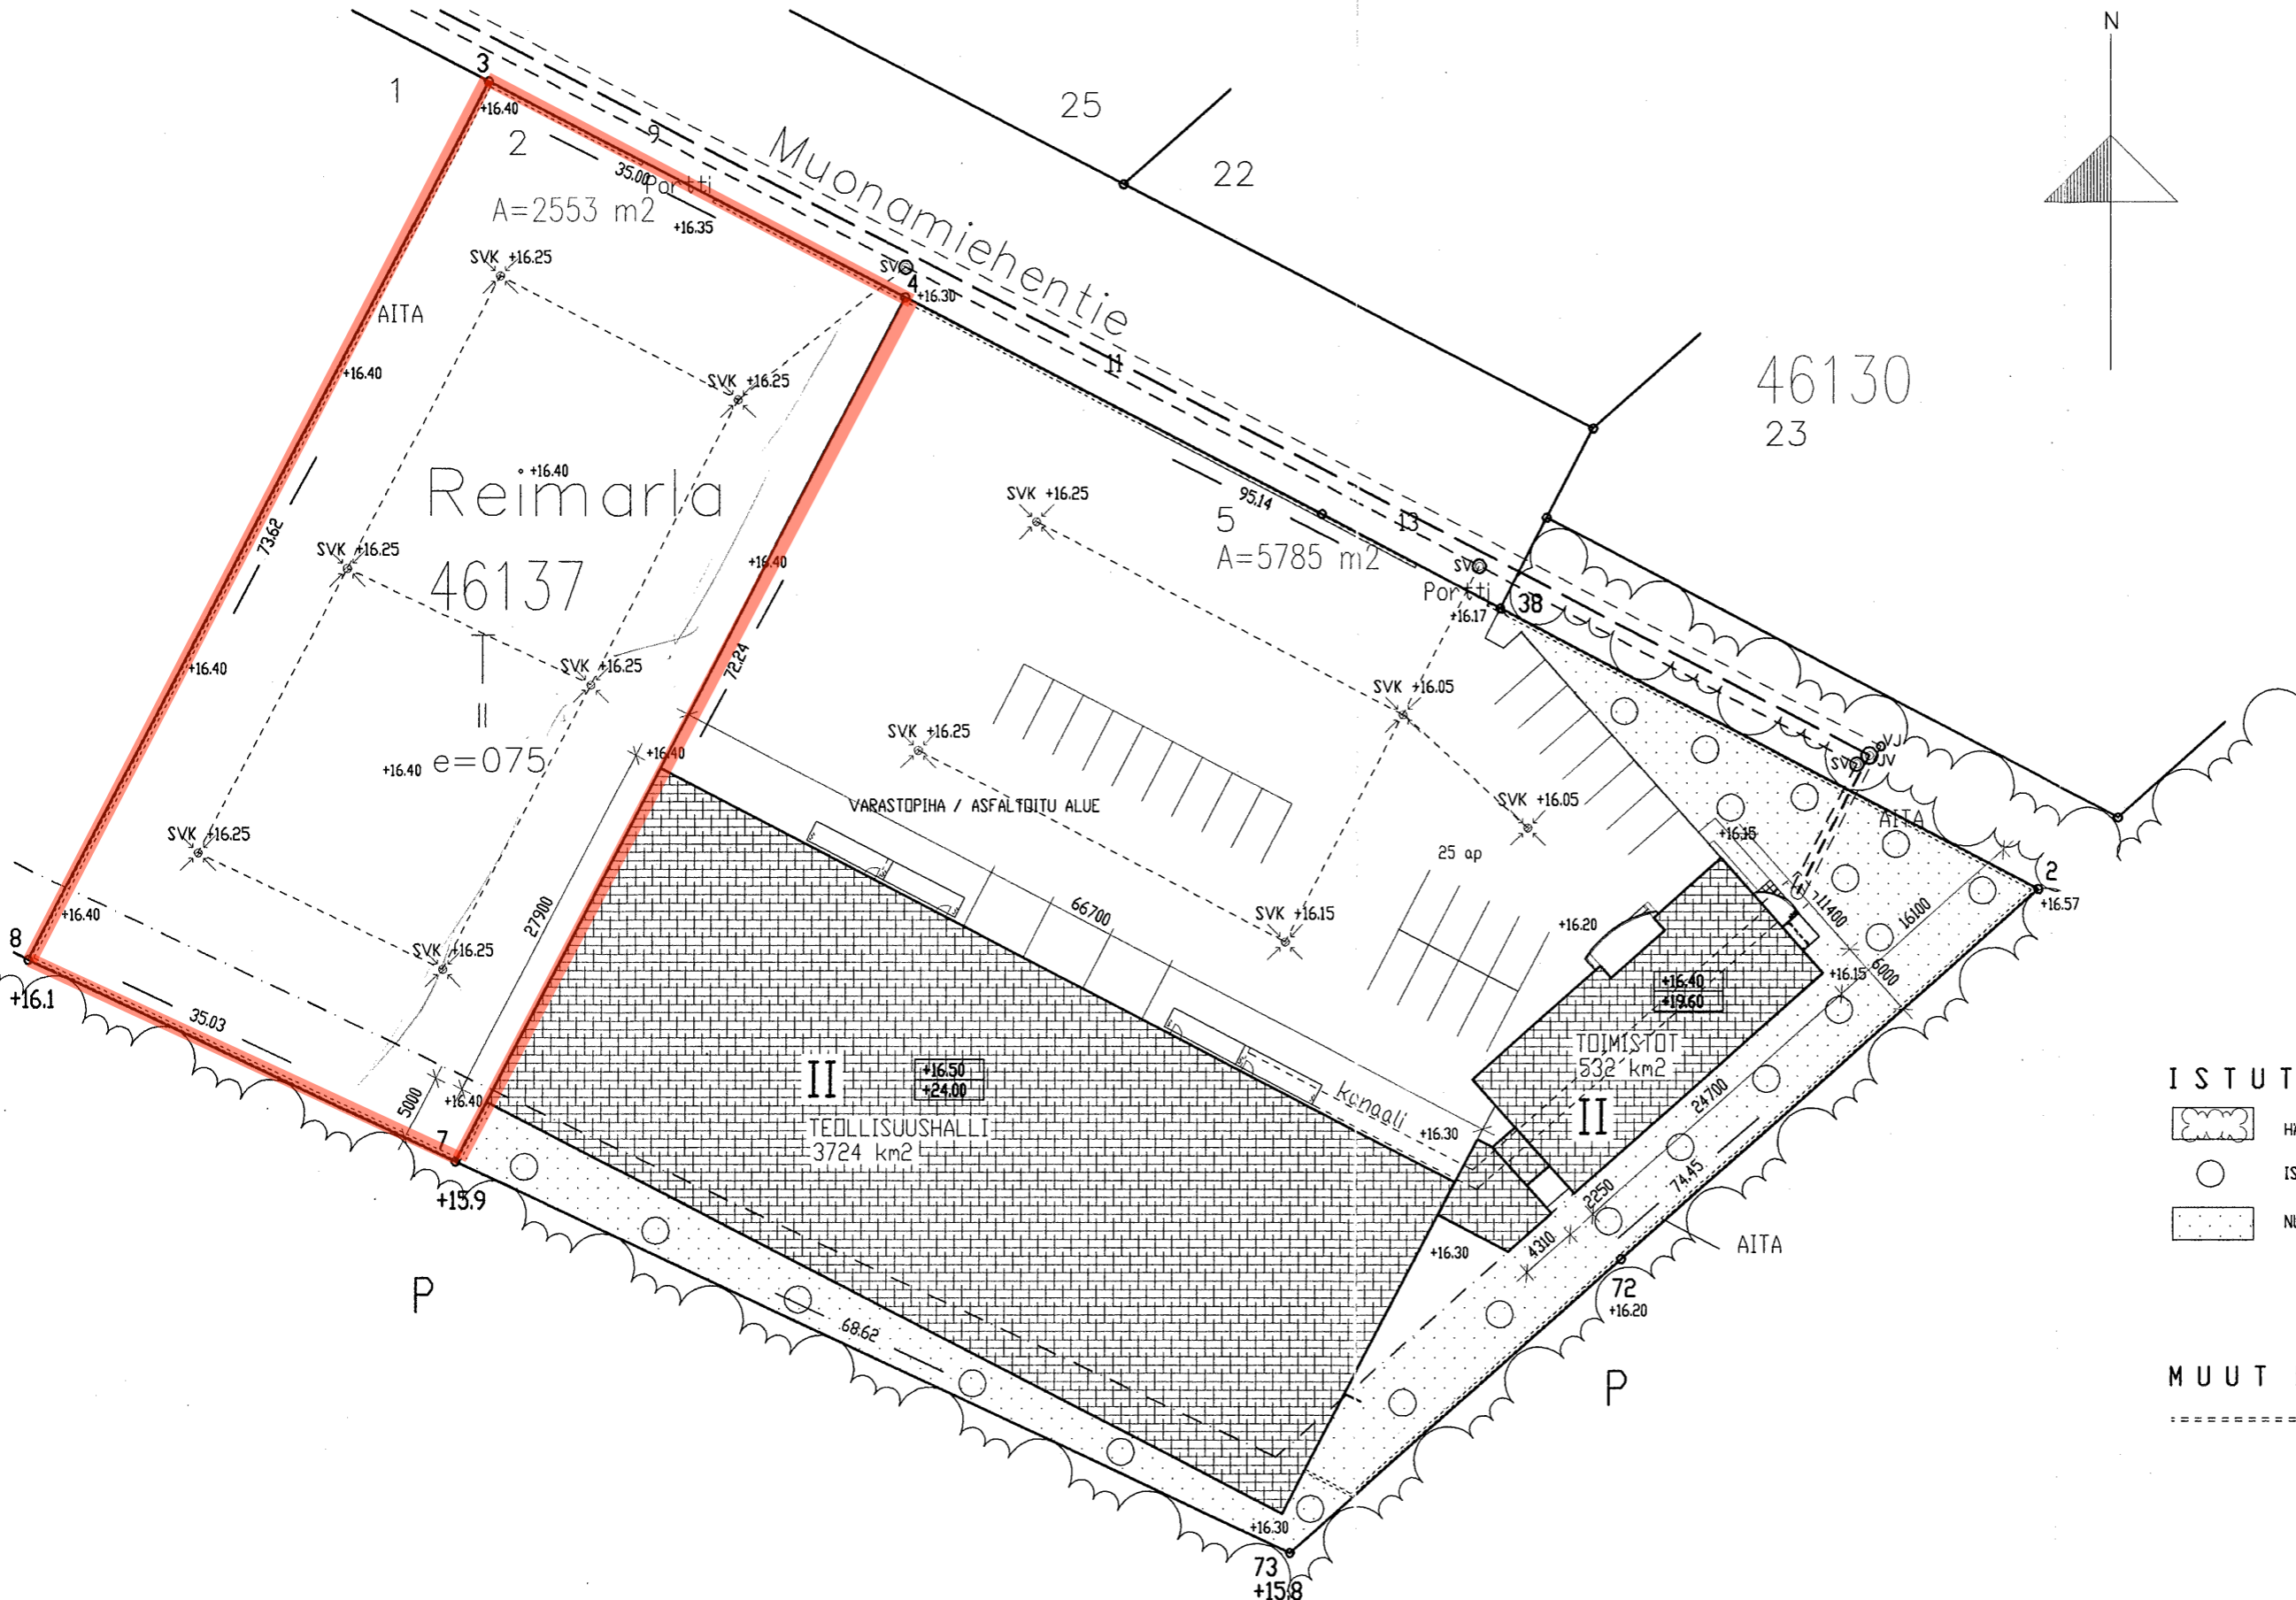 N
3
1
+16.40
2
9
35.00
Portti
A=2553 m2
+16.35
25
22
Muonamiehentie
SVK +16.25
SV
4
+16.30
AITA
+16.40
SVK +16.25
11
46130
23
+16.40
Reimarla
73.62
SVK +16.25
46137
+16.40
SVK +16.25
95.14
13
5
A=5785 m2
SV
Portti
+16.17
38
+16.40
SVK +16.25
72.24
II
e=075
+16.40
+16.40
SVK +16.05
SVK +16.25
VJ
SV
JV
VARASTOPIHA / ASFALTOITU ALUE
SVK +16.05
AITA
+16.15
SVK +16.25
25 ap
2
+16.57
+16.40
8
+16.1
27900
66700
SVK +16.15
+16.20
11400
16100
SVK +16.25
+16.15
6000
+16.40
+19.60
35.03
TOIMISTOT
532 km2
II
24700
5000
+16.40
II
+16.50
+24.00
TEOLLISUUSHALLI
3724 km2
kanaali
+16.30
7
+15.9
ISTUT
2250
74.45
4310
+16.30
AITA
P
72
+16.20
68.62
P
MUUT
+16.30
73
+15.8